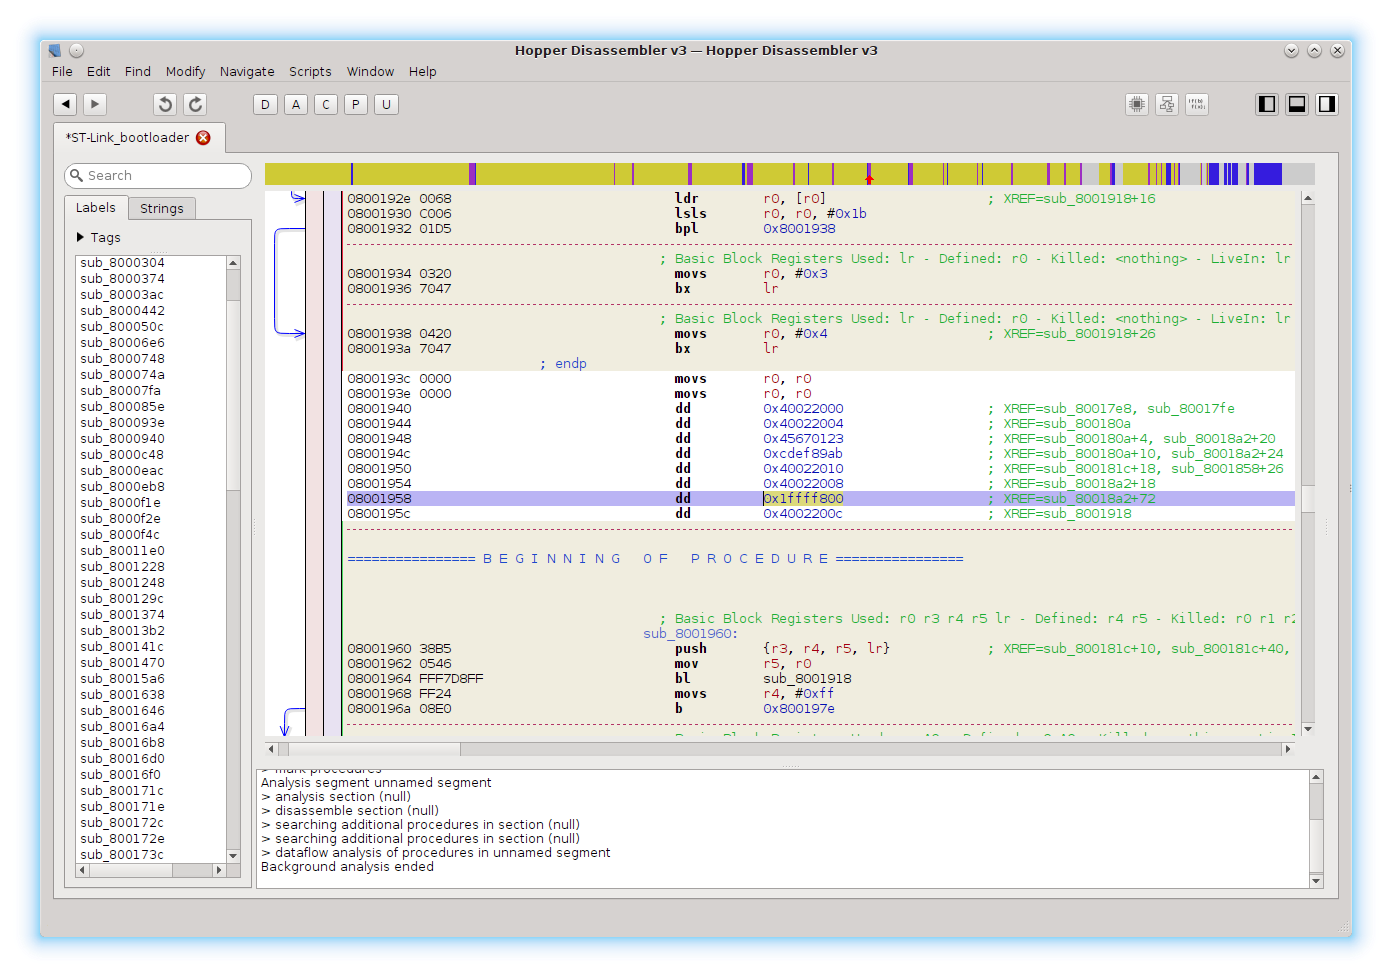 Hopper Disassembler v3 — Hopper Disassembler v3
File Edit Find Modify Navigate Scripts Window Help
D A C P U
*ST-Link_bootloader
Search
Labels Strings
Tags
sub_8000304
sub_8000374
sub_80003ac
sub_8000442
sub_800050c
sub_80006e6
sub_8000748
sub_800074a
sub_80007fa
sub_800085e
sub_800093e
sub_8000940
sub_8000c48
sub_8000eac
sub_8000eb8
sub_8000f1e
sub_8000f2e
sub_8000f4c
sub_80011e0
sub_8001228
sub_8001248
sub_800129c
sub_8001374
sub_80013b2
sub_800141c
sub_8001470
sub_80015a6
sub_8001638
sub_8001646
sub_80016a4
sub_80016b8
sub_80016d0
sub_80016f0
sub_800171c
sub_800171e
sub_800172c
sub_800172e
sub_800173c
0800192e 0068 ldr r0, [r0] ; XREF=sub_8001918+16
08001930 C006 lsls r0, r0, #0x1b
08001932 01D5 bpl 0x8001938
; Basic Block Registers Used: lr - Defined: r0 - Killed: <nothing> - LiveIn: lr
08001934 0320 movs r0, #0x3
08001936 7047 bx lr
; Basic Block Registers Used: lr - Defined: r0 - Killed: <nothing> - LiveIn: lr
08001938 0420 movs r0, #0x4 ; XREF=sub_8001918+26
0800193a 7047 bx lr
; endp
0800193c 0000 movs r0, r0
0800193e 0000 movs r0, r0
08001940 dd 0x40022000 ; XREF=sub_80017e8, sub_80017fe
08001944 dd 0x40022004 ; XREF=sub_800180a
08001948 dd 0x45670123 ; XREF=sub_800180a+4, sub_80018a2+20
0800194c dd 0xcdef89ab ; XREF=sub_800180a+10, sub_80018a2+24
08001950 dd 0x40022010 ; XREF=sub_800181c+18, sub_8001858+26
08001954 dd 0x40022008 ; XREF=sub_80018a2+18
08001958 dd 0x1ffff800 ; XREF=sub_80018a2+72
0800195c dd 0x4002200c ; XREF=sub_8001918
================ B E G I N N I N G   O F   P R O C E D U R E ================
; Basic Block Registers Used: r0 r3 r4 r5 lr - Defined: r4 r5 - Killed: r0 r1 r2
sub_8001960:
08001960 38B5 push {r3, r4, r5, lr} ; XREF=sub_800181c+10, sub_800181c+40,
08001962 0546 mov r5, r0
08001964 FFF7D8FF bl sub_8001918
08001968 FF24 movs r4, #0xff
0800196a 08E0 b 0x800197e
> mark procedures
Analysis segment unnamed segment
> analysis section (null)
> disassemble section (null)
> searching additional procedures in section (null)
> searching additional procedures in section (null)
> dataflow analysis of procedures in unnamed segment
Background analysis ended